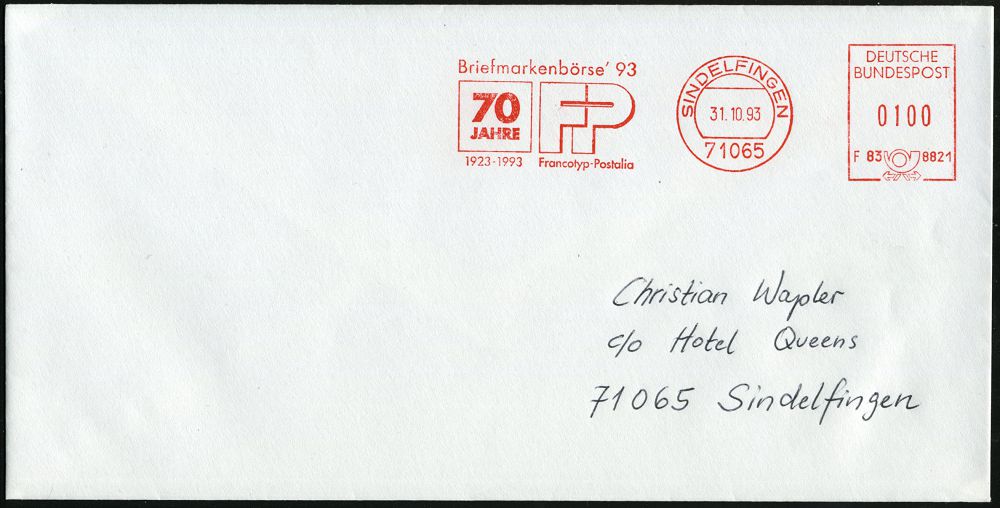 Briefmarkenbörse' 93
70
JAHRE
1923-1993
FP
Francotyp-Postalia
SINDELFINGEN
31.10.93
71065
DEUTSCHE
BUNDESPOST
0100
F 83 8821
Christian Wapler
c/o Hotel Queens
71065 Sindelfingen